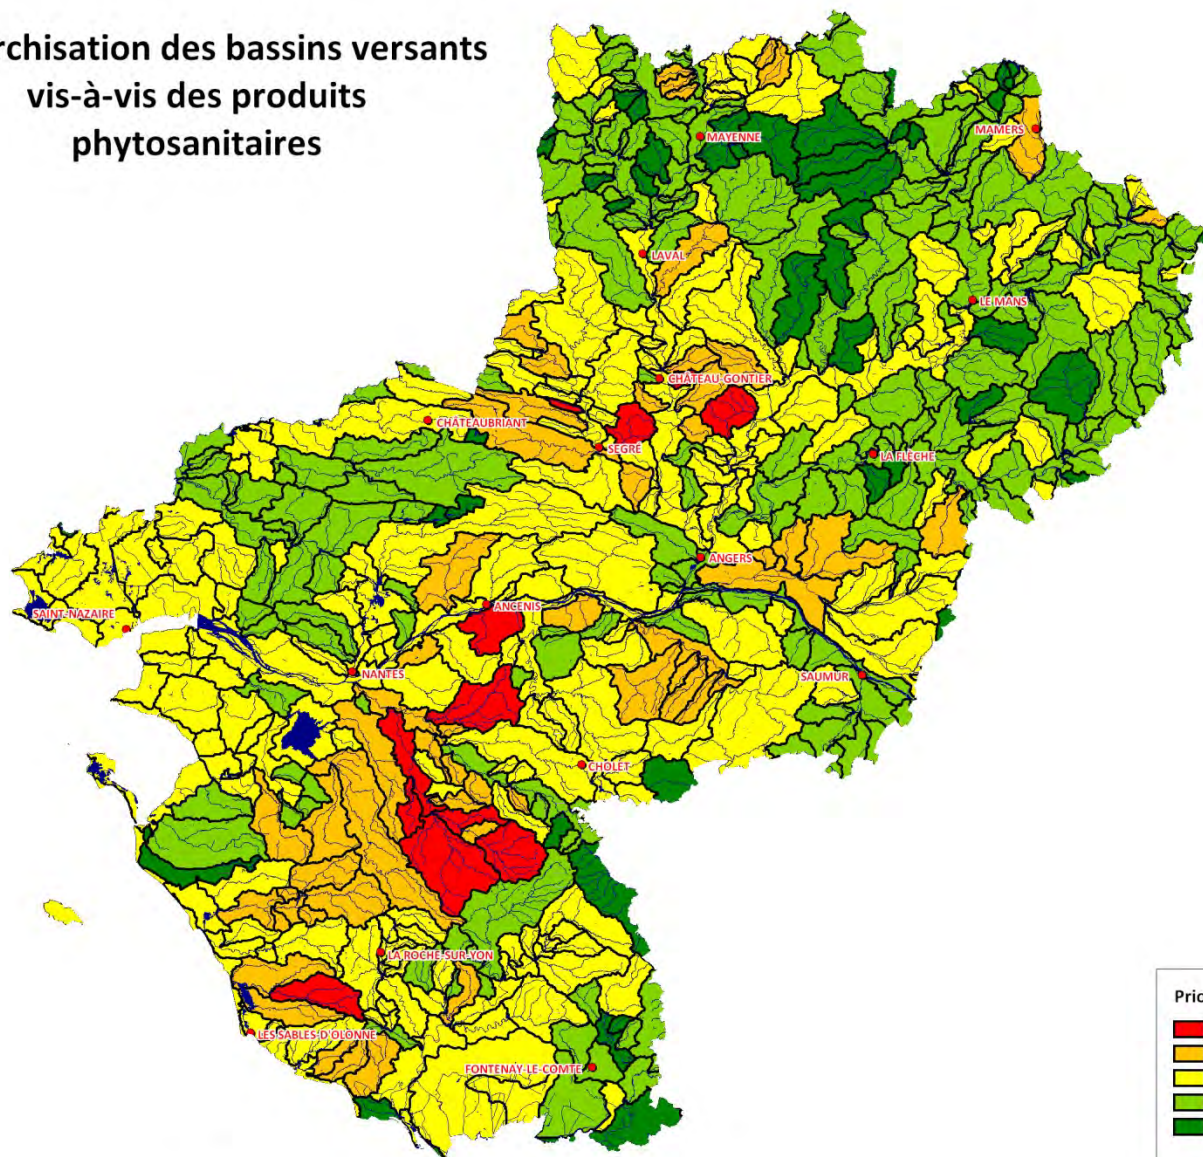 rchisation des bassins versants
vis-à-vis des produits
phytosanitaires
MAYENNE
MAMERS
LAVAL
LE MANS
CHÂTEAU-GONTIER
CHÂTEAUBRIANT
SEGRÉ
LA FLÈCHE
ANGERS
ANCENIS
SAINT-NAZAIRE
NANTES
SAUMUR
CHOLET
LA ROCHE-SUR-YON
LES SABLES-D'OLONNE
FONTENAY-LE-COMTE
Prio